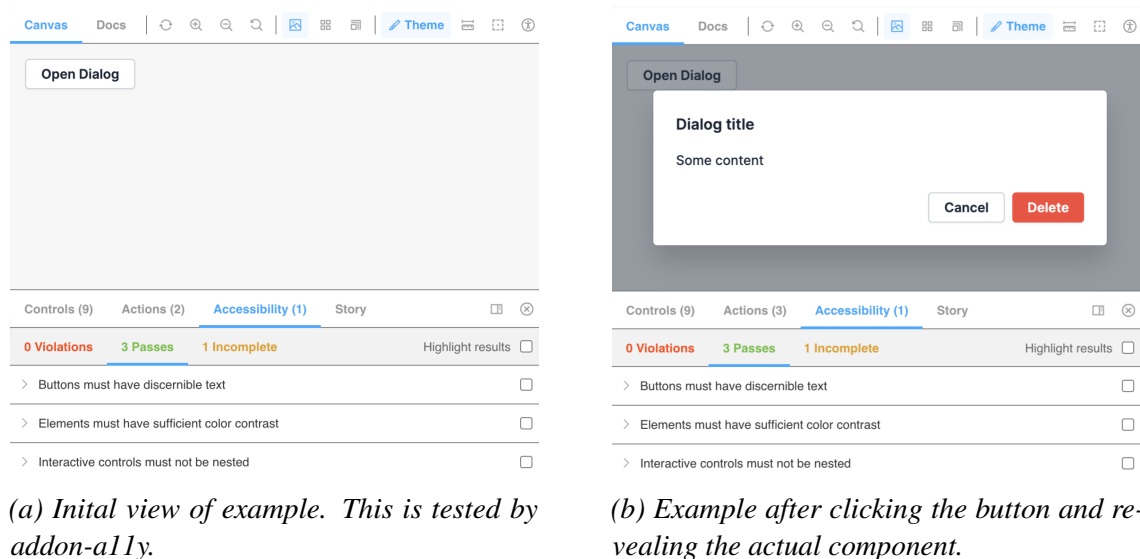 Canvas Docs Theme
Open Dialog
Controls (9) Actions (2) Accessibility (1) Story
0 Violations 3 Passes 1 Incomplete Highlight results
Buttons must have discernible text
Elements must have sufficient color contrast
Interactive controls must not be nested
(a) Inital view of example. This is tested by
addon-a11y.
Canvas Docs Theme
Open Dialog
Dialog title
Some content
Cancel Delete
Controls (9) Actions (3) Accessibility (1) Story
0 Violations 3 Passes 1 Incomplete Highlight results
Buttons must have discernible text
Elements must have sufficient color contrast
Interactive controls must not be nested
(b) Example after clicking the button and re-
vealing the actual component.